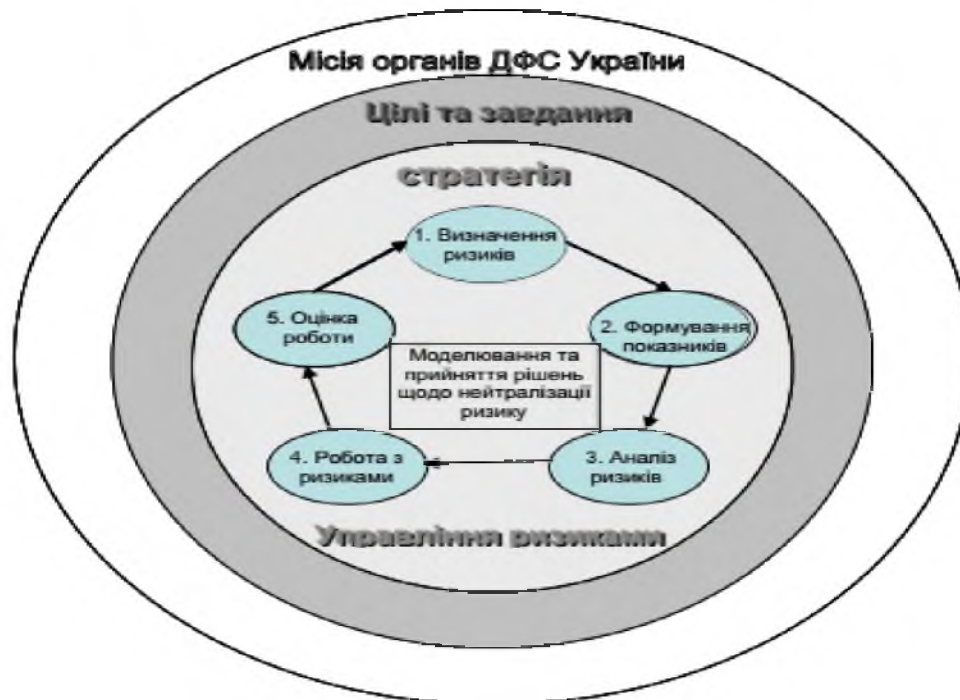 Місія органів ДФС України
Цілі та завдання
стратегія
1. Визначення
ризиків
2. Формування
показників
3. Аналіз
ризиків
4. Робота з
ризиками
5. Оцінка
роботи
Моделювання та
прийняття рішень
щодо нейтралізації
ризику
Управління ризиками